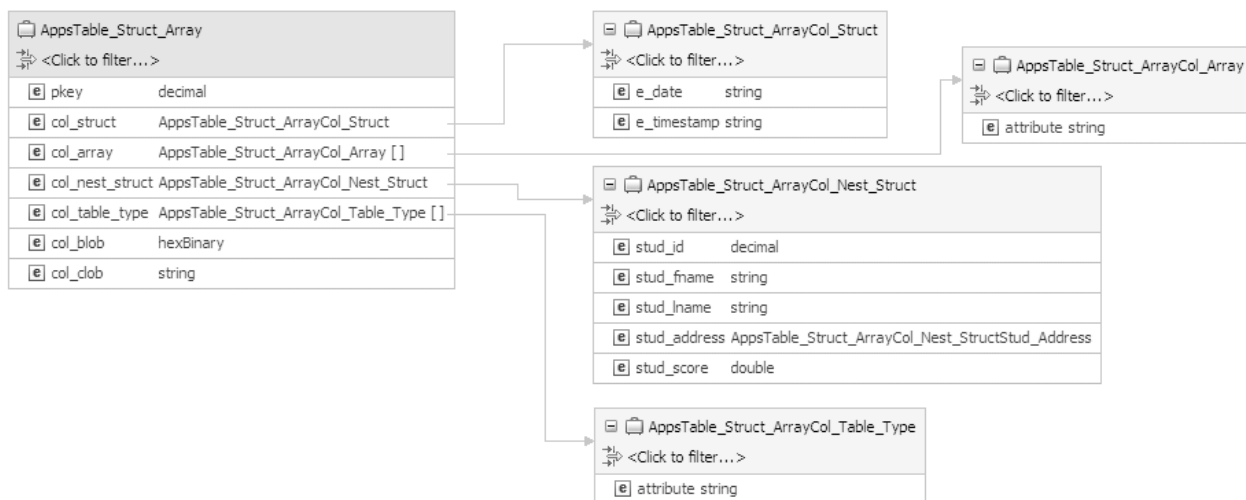 AppsTable_Struct_Array
<Click to filter...>
e pkey decimal
e col_struct AppsTable_Struct_ArrayCol_Struct
e col_array AppsTable_Struct_ArrayCol_Array [ ]
e col_nest_struct AppsTable_Struct_ArrayCol_Nest_Struct
e col_table_type AppsTable_Struct_ArrayCol_Table_Type [ ]
e col_blob hexBinary
e col_clob string
AppsTable_Struct_ArrayCol_Struct
<Click to filter...>
e e_date string
e e_timestamp string
AppsTable_Struct_ArrayCol_Array
<Click to filter...>
e attribute string
AppsTable_Struct_ArrayCol_Nest_Struct
<Click to filter...>
e stud_id decimal
e stud_fname string
e stud_lname string
e stud_address AppsTable_Struct_ArrayCol_Nest_StructStud_Address
e stud_score double
AppsTable_Struct_ArrayCol_Table_Type
<Click to filter...>
e attribute string